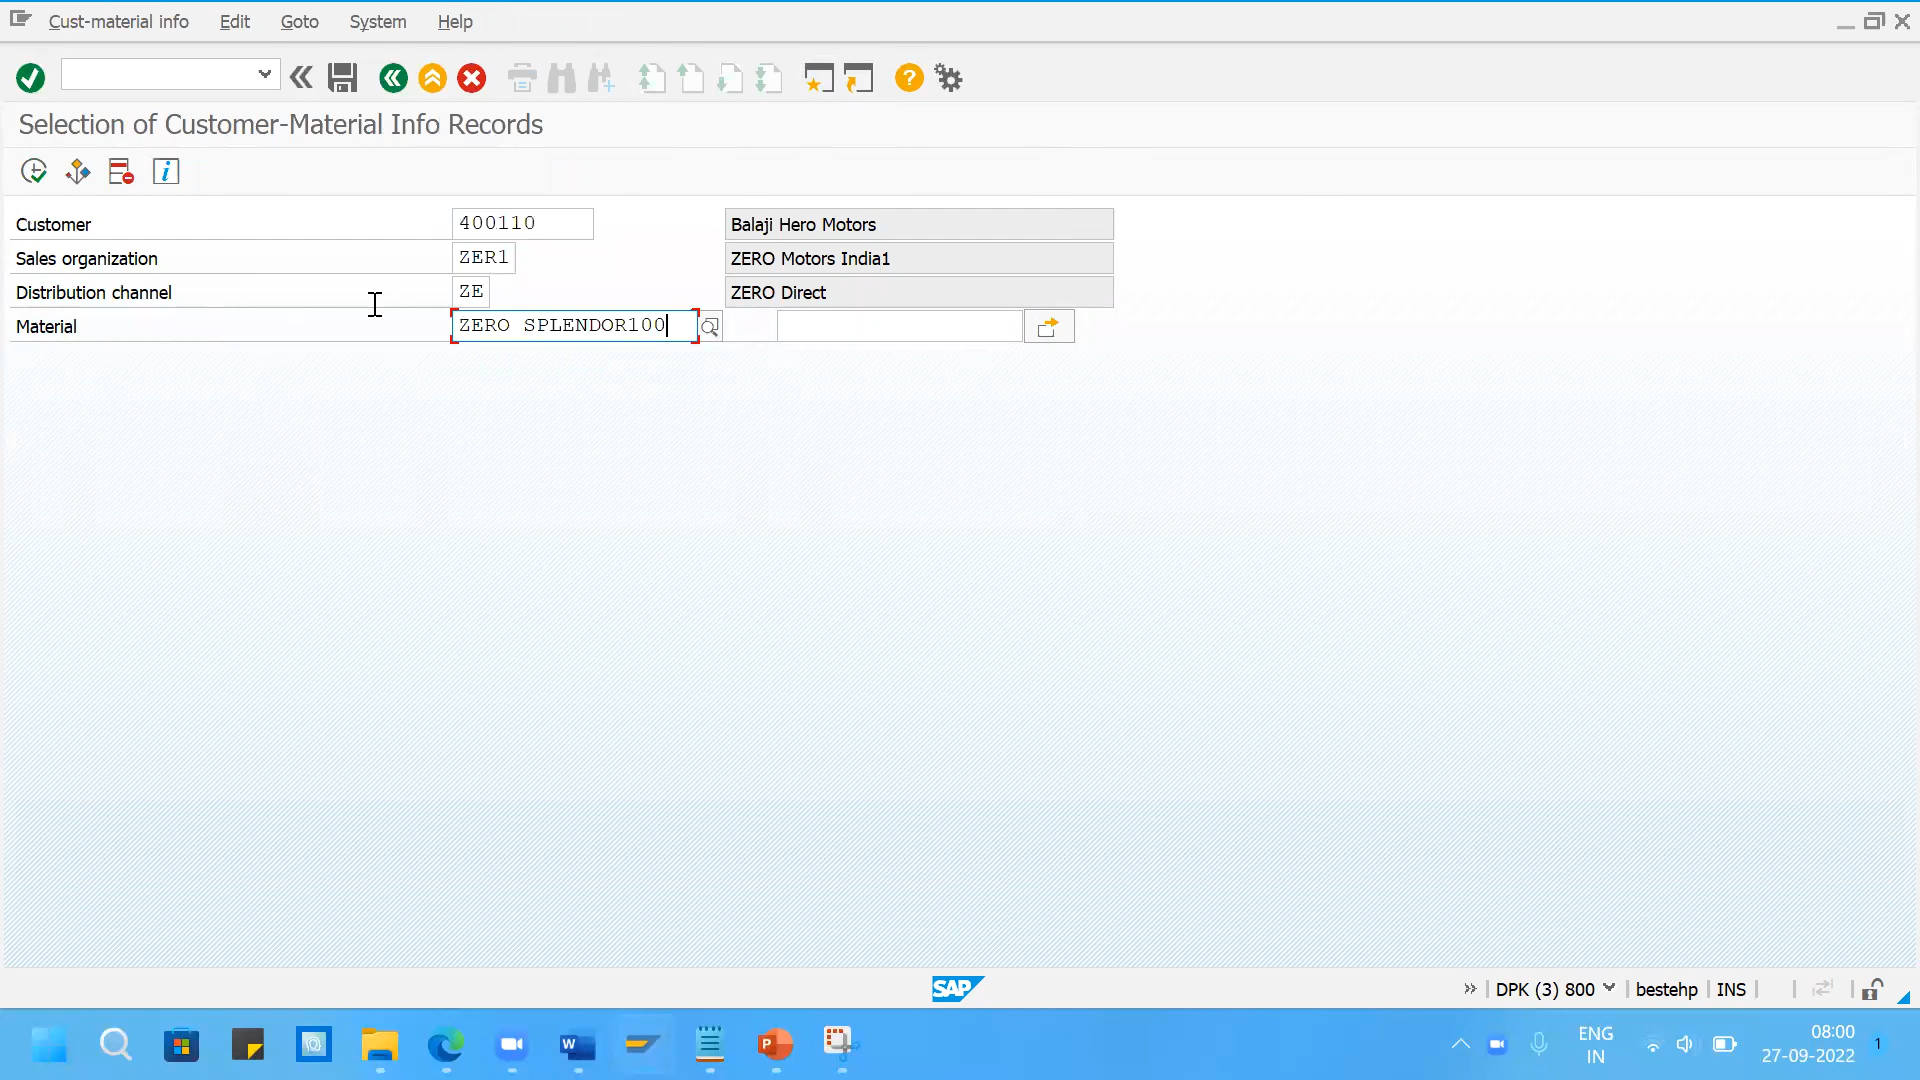 Cust-material info Edit Goto System Help
Selection of Customer-Material Info Records
Customer 400110 Balaji Hero Motors
Sales organization ZER1 ZERO Motors India1
Distribution channel ZE ZERO Direct
Material ZERO SPLENDOR100
SAP DPK (3) 800 bestehp INS
ENG 08:00
IN 27-09-2022 1